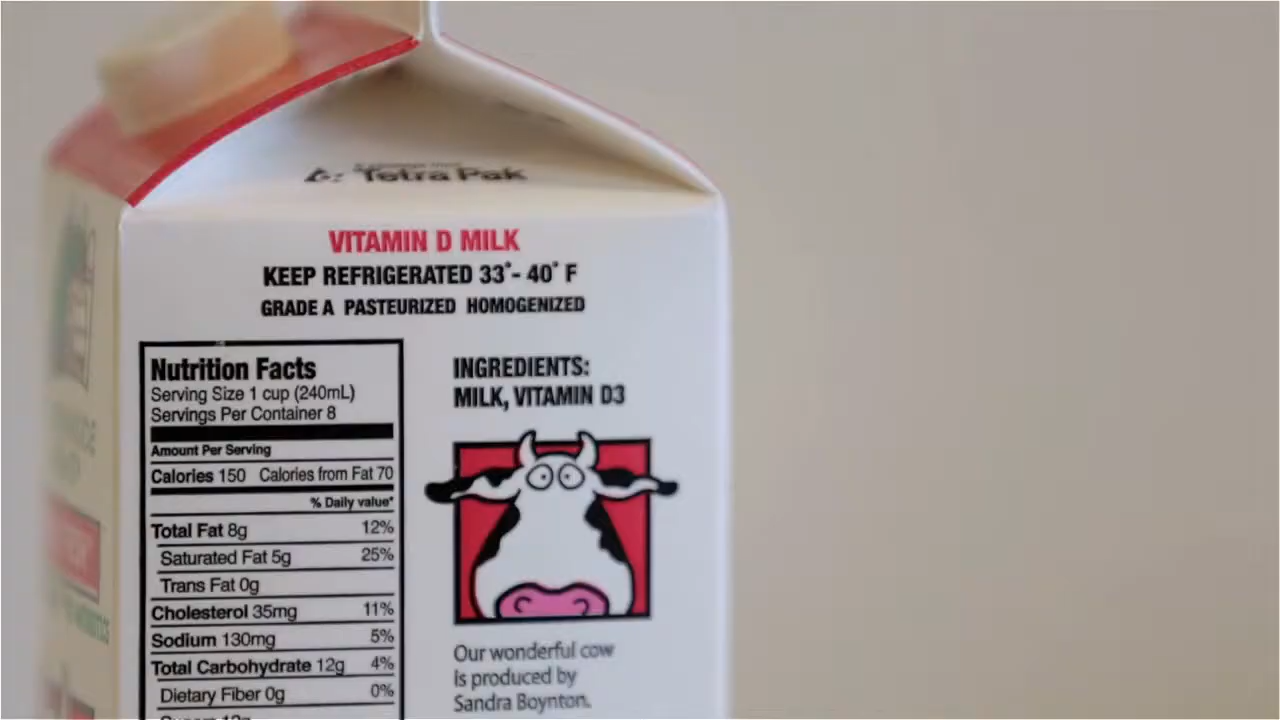 Tetra Pak
VITAMIN D MILK
KEEP REFRIGERATED 33°- 40° F
GRADE A PASTEURIZED HOMOGENIZED
Nutrition Facts
Serving Size 1 cup (240mL)
Servings Per Container 8
Amount Per Serving
Calories 150 Calories from Fat 70
% Daily value*
Total Fat 8g 12%
Saturated Fat 5g 25%
Trans Fat 0g
Cholesterol 35mg 11%
Sodium 130mg 5%
Total Carbohydrate 12g 4%
Dietary Fiber 0g 0%
INGREDIENTS:
MILK, VITAMIN D3
Our wonderful cow
is produced by
Sandra Boynton.